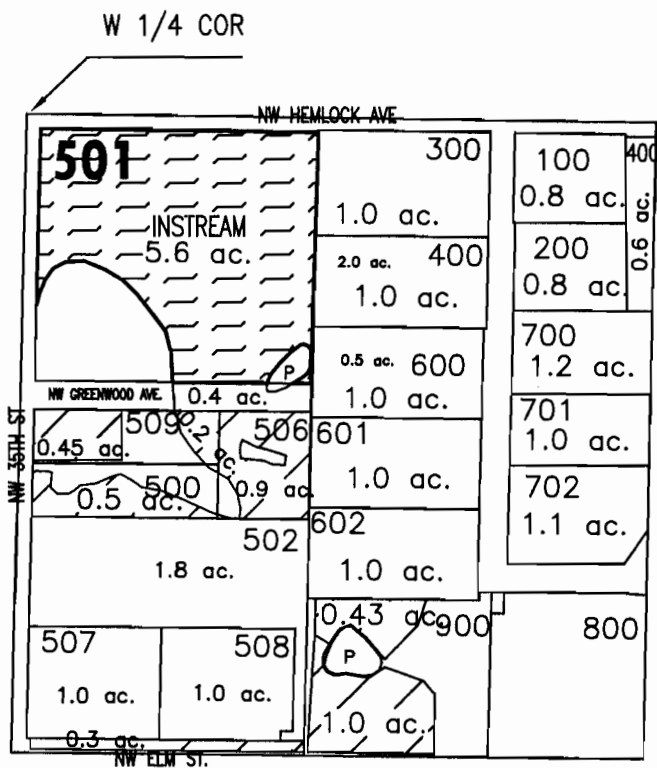 W 1/4 COR
NW HEMLOCK AVE
501
INSTREAM
5.6 ac.
300
1.0 ac.
100
0.8 ac.
400
0.6 ac.
2.0 ac. 400
1.0 ac.
200
0.8 ac.
P
0.5 ac. 600
1.0 ac.
700
1.2 ac.
NW GREENWOOD AVE.
0.4 ac.
NW 35TH ST
509
0.45 ac.
0.2 ac.
506
0.9 ac.
601
1.0 ac.
701
1.0 ac.
500
0.5 ac.
702
1.1 ac.
502
1.8 ac.
602
1.0 ac.
0.43 ac.
900
800
P
1.0 ac.
507
1.0 ac.
508
1.0 ac.
0.3 ac.
NW ELM ST.